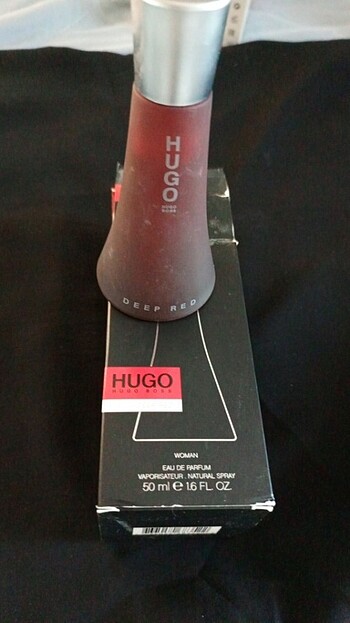 HUGO
HUGO
BOSS
DEEP RED
HUGO
HUGO BOSS
WOMAN
EAU DE PARFUM
VAPORISATEUR . NATURAL SPRAY
50 ml ℮ 1.6 FL. OZ.